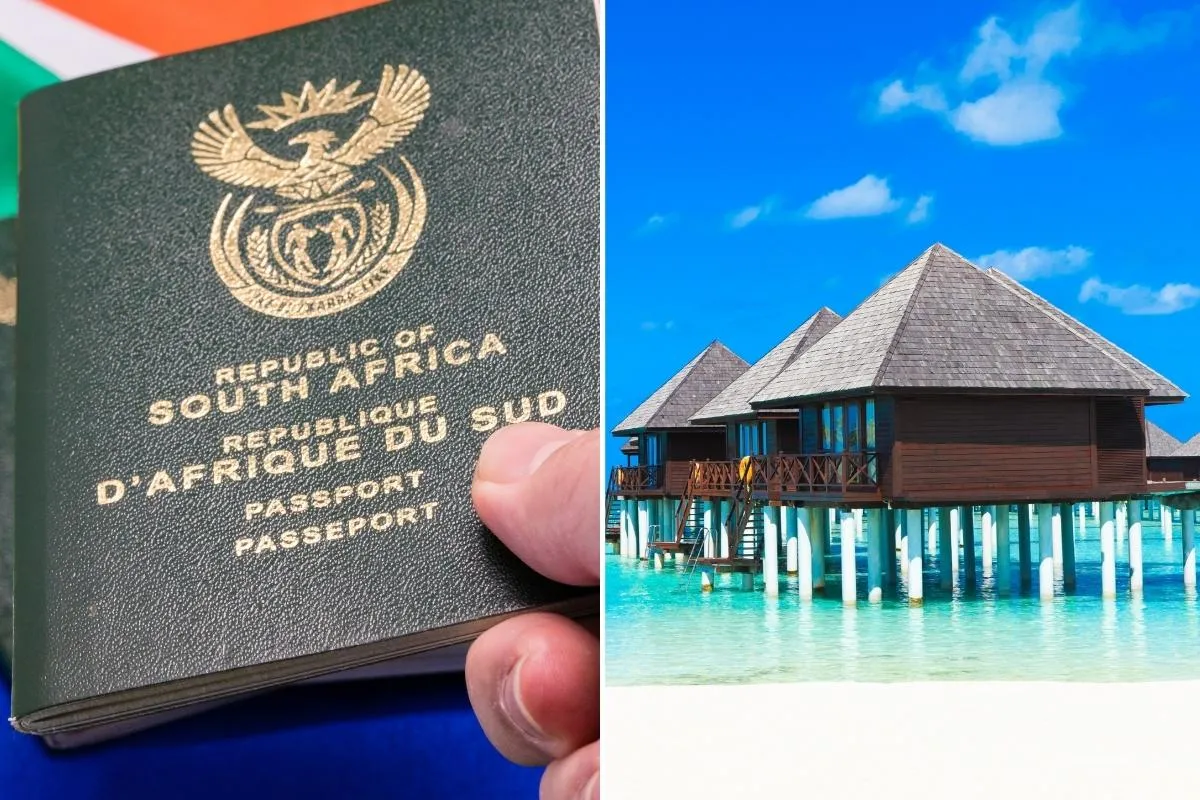 REPUBLIC OF
SOUTH AFRICA
REPUBLIQUE
D'AFRIQUE DU SUD
PASSPORT
PASSEPORT